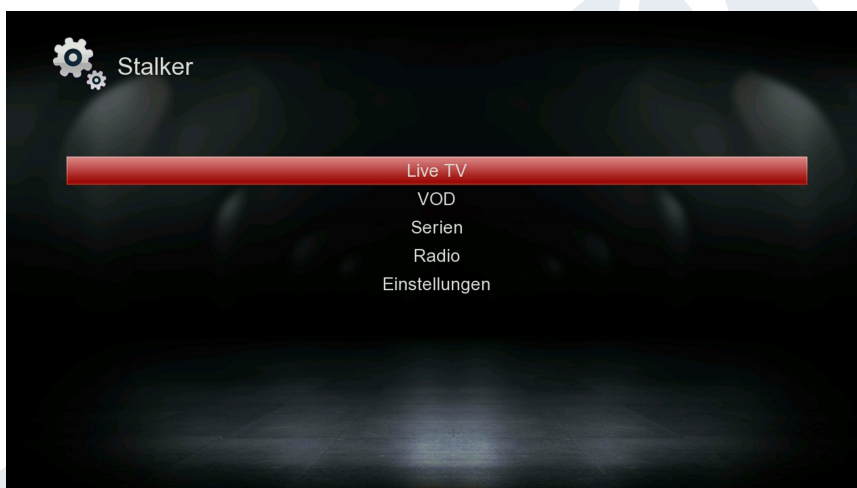 Stalker
Live TV
VOD
Serien
Radio
Einstellungen